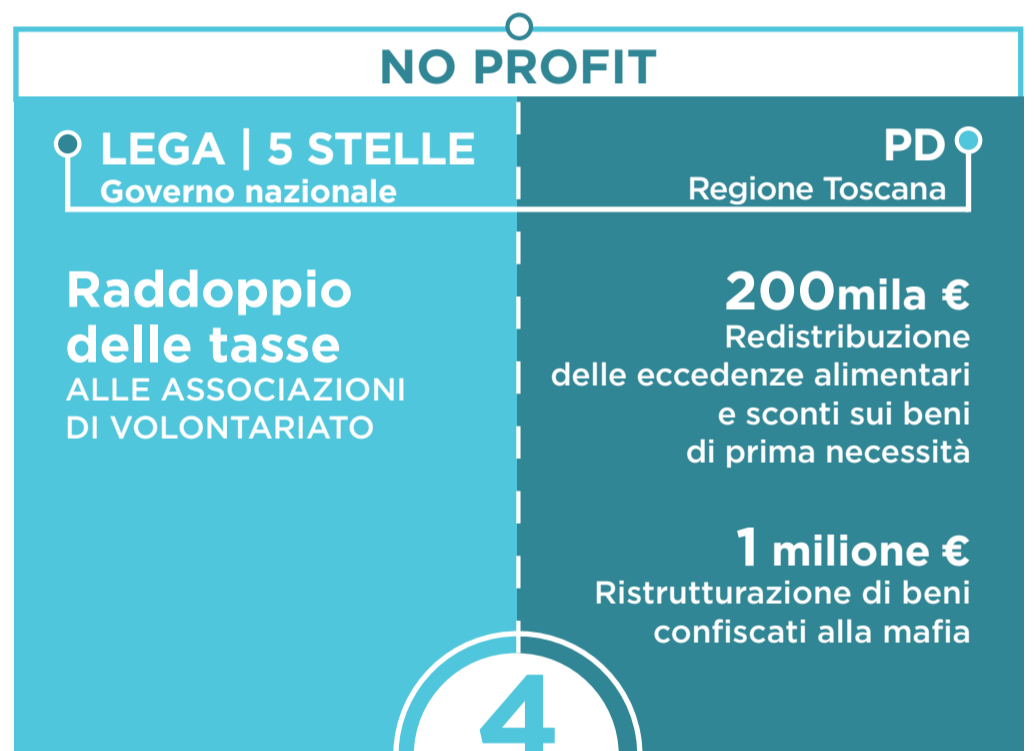 NO PROFIT
LEGA | 5 STELLE
Governo nazionale
Raddoppio
delle tasse
ALLE ASSOCIAZIONI
DI VOLONTARIATO
PD
Regione Toscana
200mila €
Redistribuzione
delle eccedenze alimentari
e sconti sui beni
di prima necessità
1 milione €
Ristrutturazione di beni
confiscati alla mafia
4